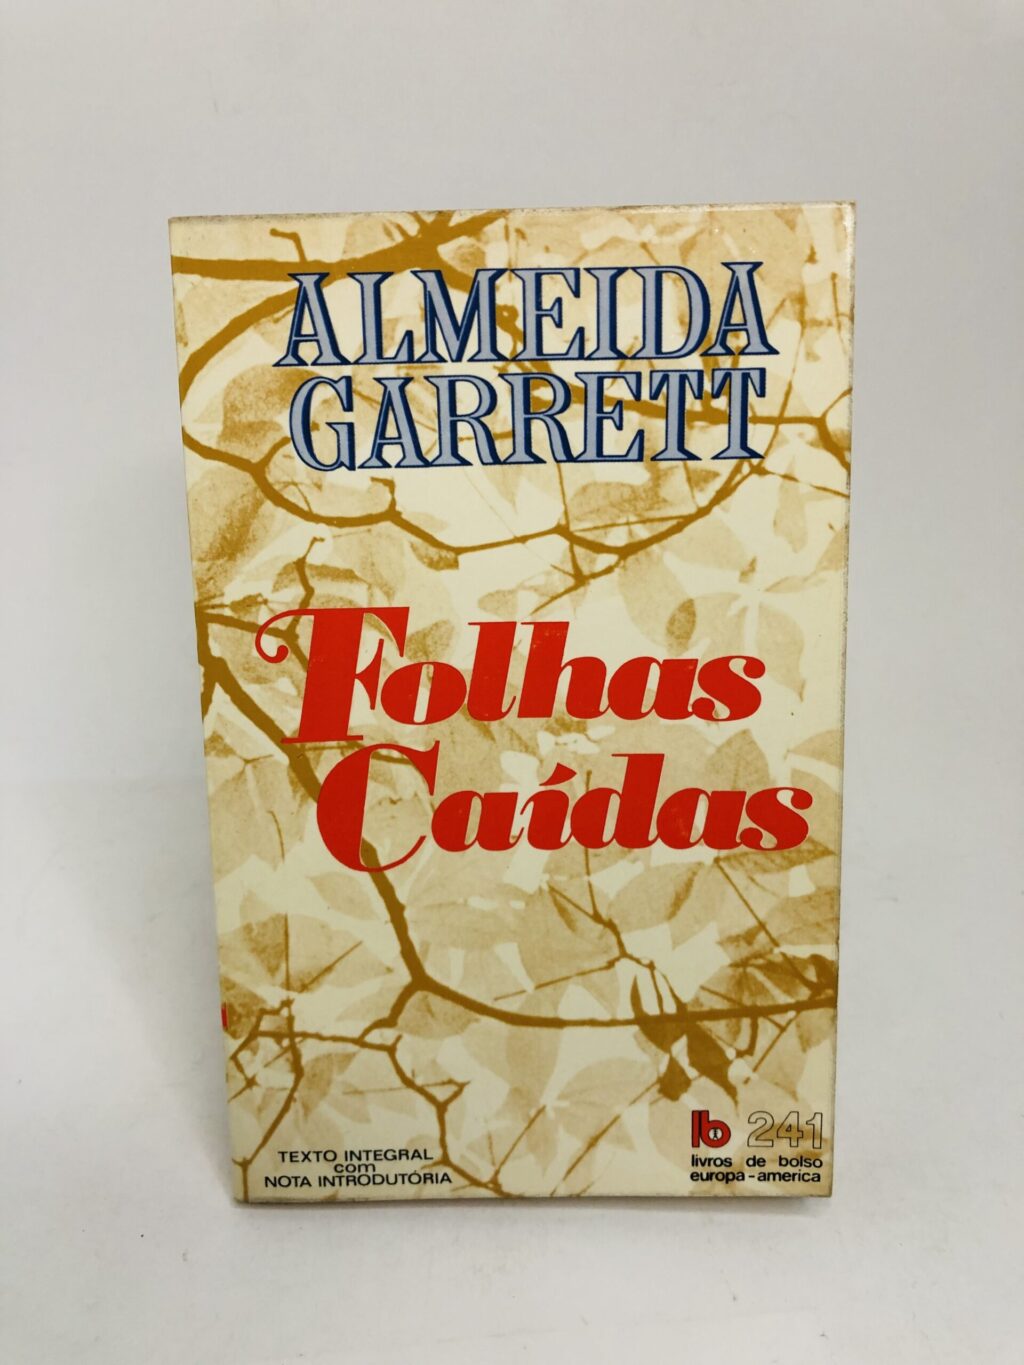 ALMEIDA
GARRETT
Folhas
Caídas
TEXTO INTEGRAL
com
NOTA INTRODUTÓRIA
lb 241
livros de bolso
europa-america